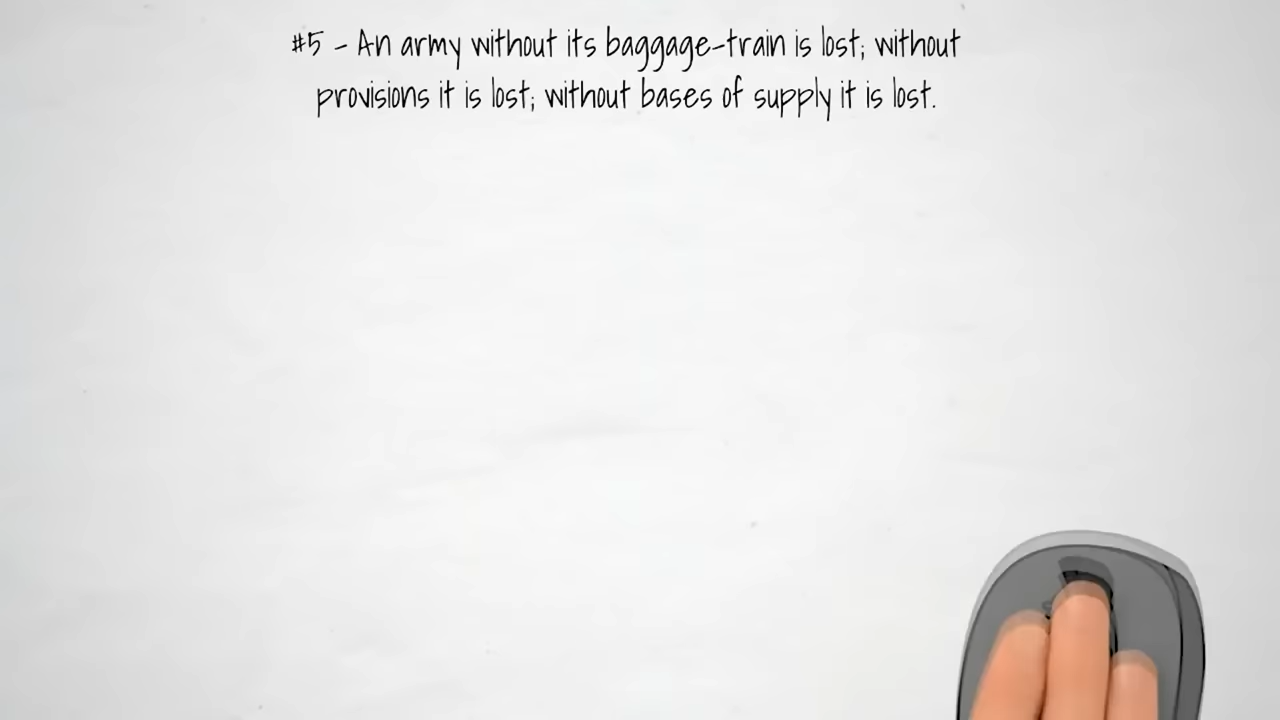 #5 - An army without its baggage-train is lost; without
provisions it is lost; without bases of supply it is lost.